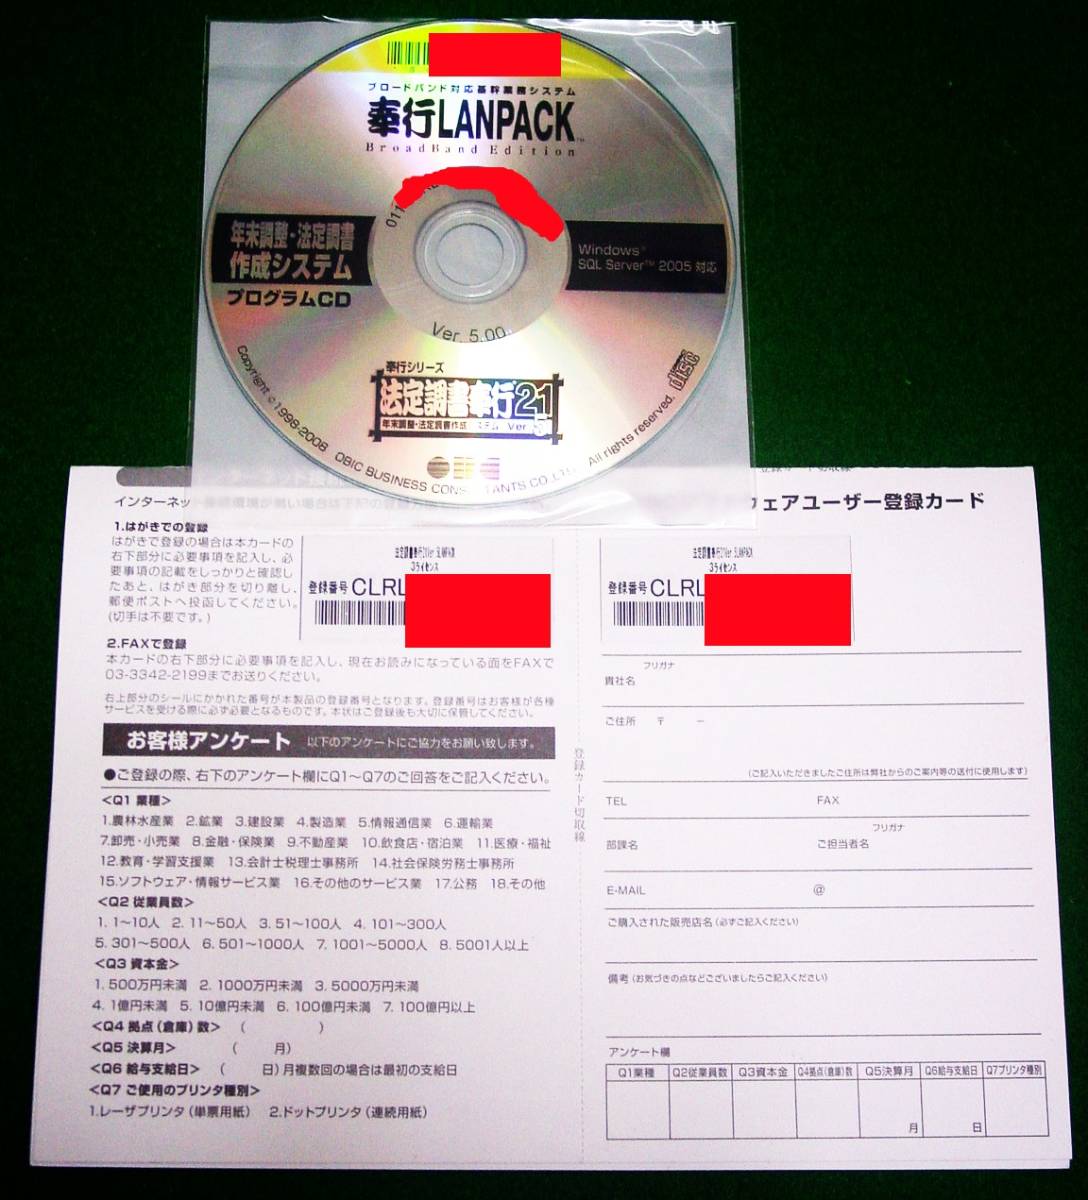 ブロードバンド対応基幹業務システム
奉行LANPACK™
BroadBand Edition
011
年末調整・法定調書
作成システム
プログラムCD
Windows®
SQL Server™ 2005 対応
Ver. 5.00
奉行シリーズ
法定調書奉行21
年末調整・法定調書作成システム Ver.5
disc
Copyright © 1998-2006 OBIC BUSINESS CONSULTANTS CO.,LTD. All rights reserved.
インターネッ
1.はがきでの登録
はがきで登録の場合は本カードの
右下部分に必要事項を記入し、必
要事項の記載をしっかりと確認し
たあと、はがき部分を切り離し、
郵便ポストへ投函してください。
(切手は不要です。)
法定調書奉行21Ver.5LANPACK
3ライセンス
登録番号 CLRL
2.FAXで登録
本カードの右下部分に必要事項を記入し、現在お読みになっている面をFAXで
03-3342-2199までお送りください。
右上部分のシールにかかれた番号が本製品の登録番号となります。登録番号はお客様が各種
サービスを受ける際に必ず必要となるものです。本状はご登録後も大切に保管してください。
お客様アンケート 以下のアンケートにご協力をお願い致します。
●ご登録の際、右下のアンケート欄にQ1~Q7のご回答をご記入ください。
<Q1 業種>
1.農林水産業 2.鉱業 3.建設業 4.製造業 5.情報通信業 6.運輸業
7.卸売・小売業 8.金融・保険業 9.不動産業 10.飲食店・宿泊業 11.医療・福祉
12.教育・学習支援業 13.会計士税理士事務所 14.社会保険労務士事務所
15.ソフトウェア・情報サービス業 16.その他のサービス業 17.公務 18.その他
<Q2 従業員数>
1. 1~10人 2. 11~50人 3. 51~100人 4. 101~300人
5. 301~500人 6. 501~1000人 7. 1001~5000人 8. 5001人以上
<Q3 資本金>
1. 500万円未満 2. 1000万円未満 3. 5000万円未満
4. 1億円未満 5. 10億円未満 6. 100億円未満 7. 100億円以上
<Q4 拠点(倉庫)数> ( )
<Q5 決算月> ( 月)
<Q6 給与支給日> ( 日)月複数回の場合は最初の支給日
<Q7 ご使用のプリンタ種別>
1.レーザプリンタ(単票用紙) 2.ドットプリンタ(連続用紙)
登録カード切取線
ウェアユーザー登録カード
法定調書奉行21Ver.5LANPACK
3ライセンス
登録番号 CLRL
フリガナ
貴社名
ご住所 〒 -
(ご記入いただきましたご住所は弊社からのご案内等の送付に使用します)
TEL FAX
フリガナ
部課名 ご担当者名
E-MAIL @
ご購入された販売店名(必ずご記入ください)
備考(お気づきの点などございましたらご記入ください)
アンケート欄
Q1業種 Q2従業員数 Q3資本金 Q4拠点(倉庫)数 Q5決算月 Q6給与支給日 Q7プリンタ種別
月 日